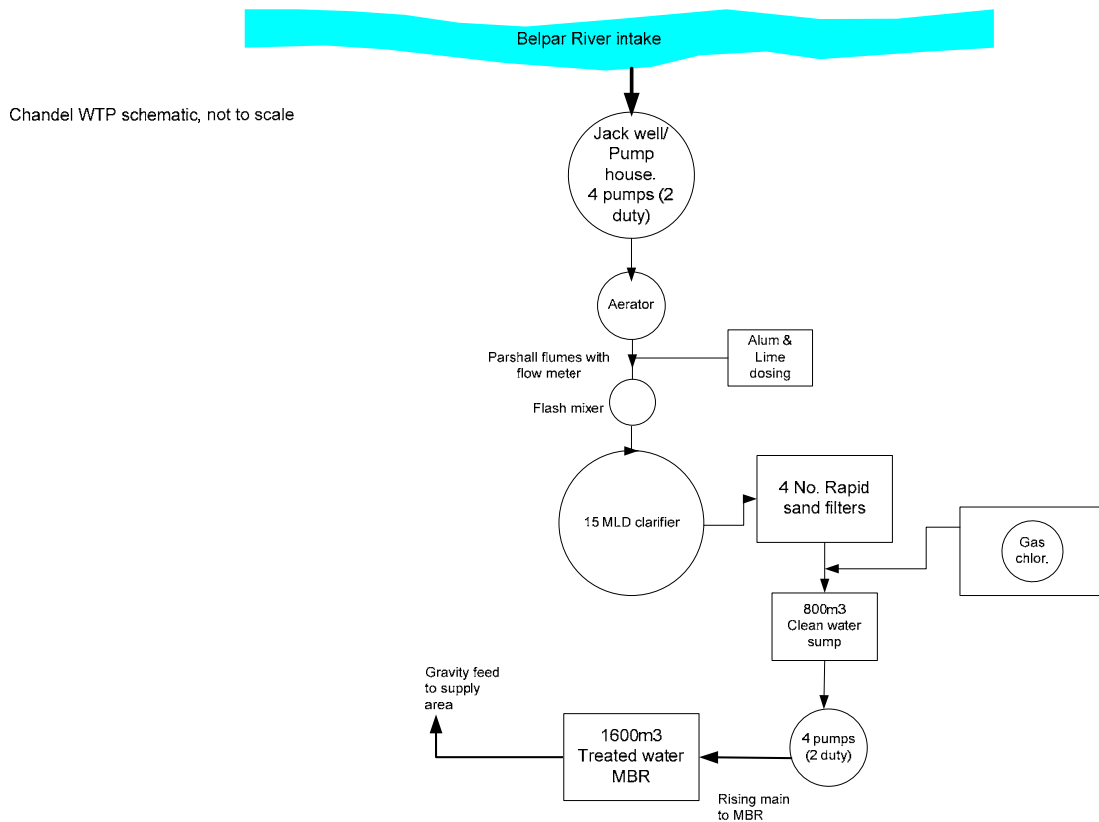 Belpar River intake
Chandel WTP schematic, not to scale
Jack well/
Pump
house.
4 pumps (2
duty)
Aerator
Parshall flumes with
flow meter
Alum &
Lime
dosing
Flash mixer
15 MLD clarifier
4 No. Rapid
sand filters
Gas
chlor.
800m3
Clean water
sump
Gravity feed
to supply
area
1600m3
Treated water
MBR
4 pumps
(2 duty)
Rising main
to MBR